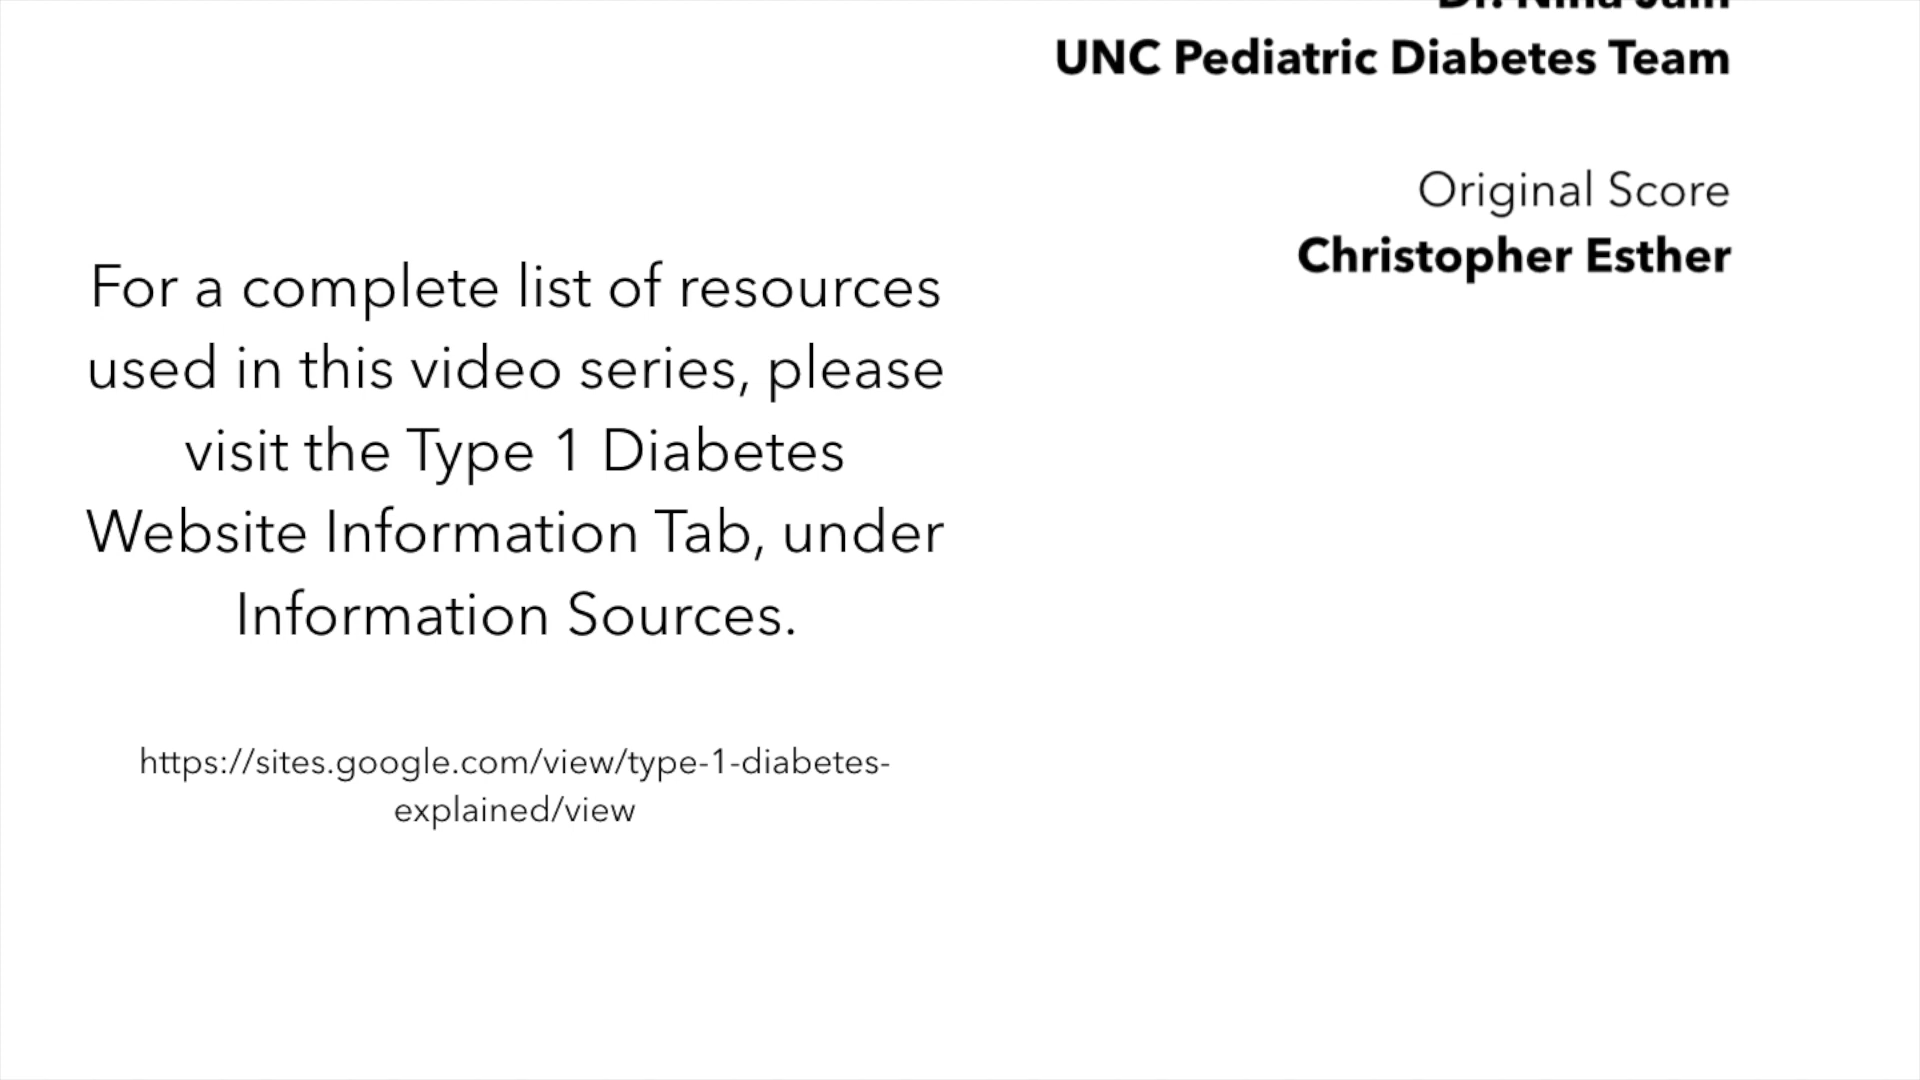 UNC Pediatric Diabetes Team
Original Score
Christopher Esther
For a complete list of resources
used in this video series, please
visit the Type 1 Diabetes
Website Information Tab, under
Information Sources.
https://sites.google.com/view/type-1-diabetes-
explained/view